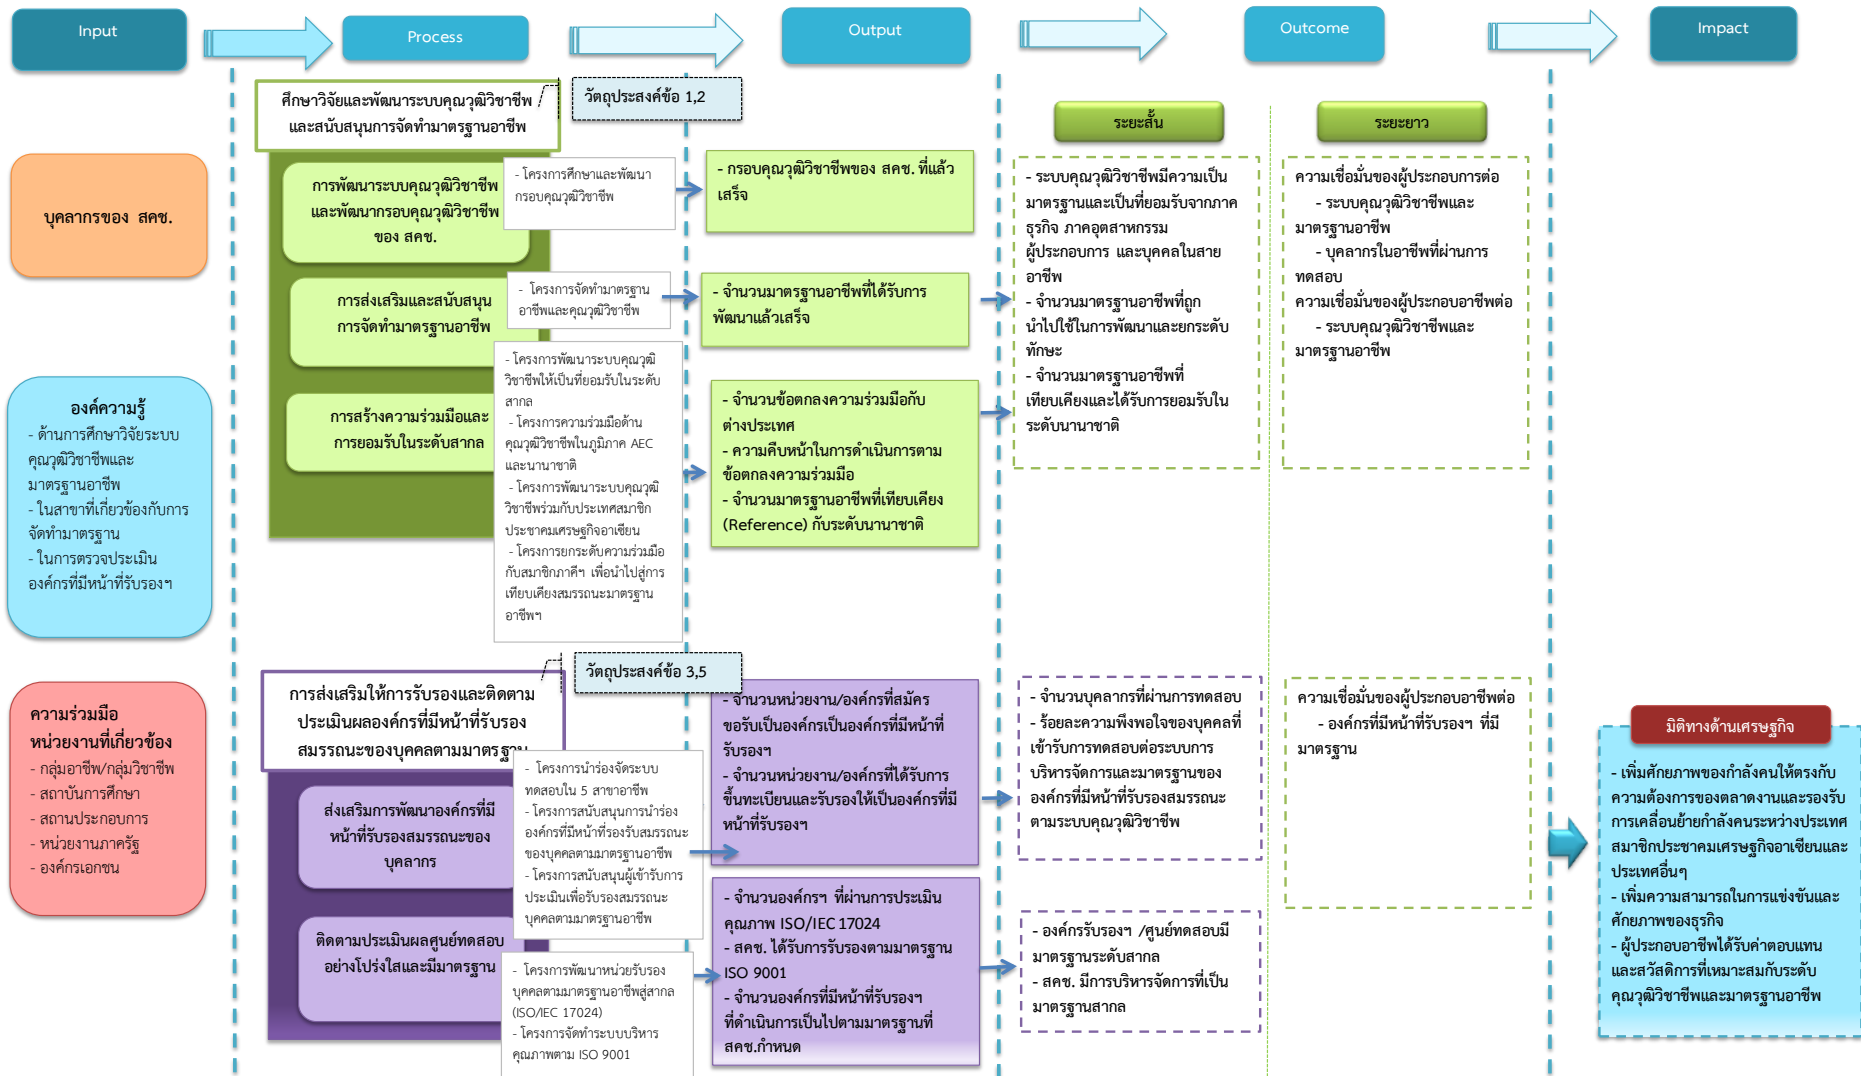 Input
Process
Output
Outcome
Impact
บุคลากรของ สคช.
องค์ความรู้
- ด้านการศึกษาวิจัยระบบ
คุณวุฒิวิชาชีพและ
มาตรฐานอาชีพ
- ในสาขาที่เกี่ยวข้องกับการ
จัดทำมาตรฐาน
- ในการตรวจประเมิน
องค์กรที่มีหน้าที่รับรองฯ
ความร่วมมือ
หน่วยงานที่เกี่ยวข้อง
- กลุ่มอาชีพ/กลุ่มวิชาชีพ
- สถาบันการศึกษา
- สถานประกอบการ
- หน่วยงานภาครัฐ
- องค์กรเอกชน
ศึกษาวิจัยและพัฒนาระบบคุณวุฒิวิชาชีพ
และสนับสนุนการจัดทำมาตรฐานอาชีพ
วัตถุประสงค์ข้อ 1,2
การพัฒนาระบบคุณวุฒิวิชาชีพ
และพัฒนากรอบคุณวุฒิวิชาชีพ
ของ สคช.
- โครงการศึกษาและพัฒนา
กรอบคุณวุฒิวิชาชีพ
การส่งเสริมและสนับสนุน
การจัดทำมาตรฐานอาชีพ
- โครงการจัดทำมาตรฐาน
อาชีพและคุณวุฒิวิชาชีพ
การสร้างความร่วมมือและ
การยอมรับในระดับสากล
- โครงการพัฒนาระบบคุณวุฒิ
วิชาชีพให้เป็นที่ยอมรับในระดับ
สากล
- โครงการความร่วมมือด้าน
คุณวุฒิวิชาชีพในภูมิภาค AEC
และนานาชาติ
- โครงการพัฒนาระบบคุณวุฒิ
วิชาชีพร่วมกับประเทศสมาชิก
ประชาคมเศรษฐกิจอาเซียน
- โครงการยกระดับความร่วมมือ
กับสมาชิกภาคีฯ เพื่อนำไปสู่การ
เทียบเคียงสมรรถนะมาตรฐาน
อาชีพฯ
- กรอบคุณวุฒิวิชาชีพของ สคช. ที่แล้ว
เสร็จ
- จำนวนมาตรฐานอาชีพที่ได้รับการ
พัฒนาแล้วเสร็จ
- จำนวนข้อตกลงความร่วมมือกับ
ต่างประเทศ
- ความคืบหน้าในการดำเนินการตาม
ข้อตกลงความร่วมมือ
- จำนวนมาตรฐานอาชีพที่เทียบเคียง
(Reference) กับระดับนานาชาติ
ระยะสั้น
- ระบบคุณวุฒิวิชาชีพมีความเป็น
มาตรฐานและเป็นที่ยอมรับจากภาค
ธุรกิจ ภาคอุตสาหกรรม
ผู้ประกอบการ และบุคคลในสาย
อาชีพ
- จำนวนมาตรฐานอาชีพที่ถูก
นำไปใช้ในการพัฒนาและยกระดับ
ทักษะ
- จำนวนมาตรฐานอาชีพที่
เทียบเคียงและได้รับการยอมรับใน
ระดับนานาชาติ
ระยะยาว
ความเชื่อมั่นของผู้ประกอบการต่อ
- ระบบคุณวุฒิวิชาชีพและ
มาตรฐานอาชีพ
- บุคลากรในอาชีพที่ผ่านการ
ทดสอบ
ความเชื่อมั่นของผู้ประกอบอาชีพต่อ
- ระบบคุณวุฒิวิชาชีพและ
มาตรฐานอาชีพ
การส่งเสริมให้การรับรองและติดตาม
ประเมินผลองค์กรที่มีหน้าที่รับรอง
สมรรถนะของบุคคลตามมาตรฐาน
วัตถุประสงค์ข้อ 3,5
ส่งเสริมการพัฒนาองค์กรที่มี
หน้าที่รับรองสมรรถนะของ
บุคลากร
- โครงการนำร่องจัดระบบ
ทดสอบใน 5 สาขาอาชีพ
- โครงการสนับสนุนการนำร่อง
องค์กรที่มีหน้าที่รองรับสมรรถนะ
ของบุคคลตามมาตรฐานอาชีพ
- โครงการสนับสนุนผู้เข้ารับการ
ประเมินเพื่อรับรองสมรรถนะ
บุคคลตามมาตรฐานอาชีพ
ติดตามประเมินผลศูนย์ทดสอบ
อย่างโปร่งใสและมีมาตรฐาน
- โครงการพัฒนาหน่วยรับรอง
บุคคลตามมาตรฐานอาชีพสู่สากล
(ISO/IEC 17024)
- โครงการจัดทำระบบบริหาร
คุณภาพตาม ISO 9001
- จำนวนหน่วยงาน/องค์กรที่สมัคร
ขอรับเป็นองค์กรเป็นองค์กรที่มีหน้าที่
รับรองฯ
- จำนวนหน่วยงาน/องค์กรที่ได้รับการ
ขึ้นทะเบียนและรับรองให้เป็นองค์กรที่มี
หน้าที่รับรองฯ
- จำนวนองค์กรฯ ที่ผ่านการประเมิน
คุณภาพ ISO/IEC 17024
- สคช. ได้รับการรับรองตามมาตรฐาน
ISO 9001
- จำนวนองค์กรที่มีหน้าที่รับรองฯ
ที่ดำเนินการเป็นไปตามมาตรฐานที่
สคช.กำหนด
- จำนวนบุคลากรที่ผ่านการทดสอบ
- ร้อยละความพึงพอใจของบุคคลที่
เข้ารับการทดสอบต่อระบบการ
บริหารจัดการและมาตรฐานของ
องค์กรที่มีหน้าที่รับรองสมรรถนะ
ตามระบบคุณวุฒิวิชาชีพ
- องค์กรรับรองฯ /ศูนย์ทดสอบมี
มาตรฐานระดับสากล
- สคช. มีการบริหารจัดการที่เป็น
มาตรฐานสากล
ความเชื่อมั่นของผู้ประกอบอาชีพต่อ
- องค์กรที่มีหน้าที่รับรองฯ ที่มี
มาตรฐาน
มิติทางด้านเศรษฐกิจ
- เพิ่มศักยภาพของกำลังคนให้ตรงกับ
ความต้องการของตลาดงานและรองรับ
การเคลื่อนย้ายกำลังคนระหว่างประเทศ
สมาชิกประชาคมเศรษฐกิจอาเซียนและ
ประเทศอื่นๆ
- เพิ่มความสามารถในการแข่งขันและ
ศักยภาพของธุรกิจ
- ผู้ประกอบอาชีพได้รับค่าตอบแทน
และสวัสดิการที่เหมาะสมกับระดับ
คุณวุฒิวิชาชีพและมาตรฐานอาชีพ